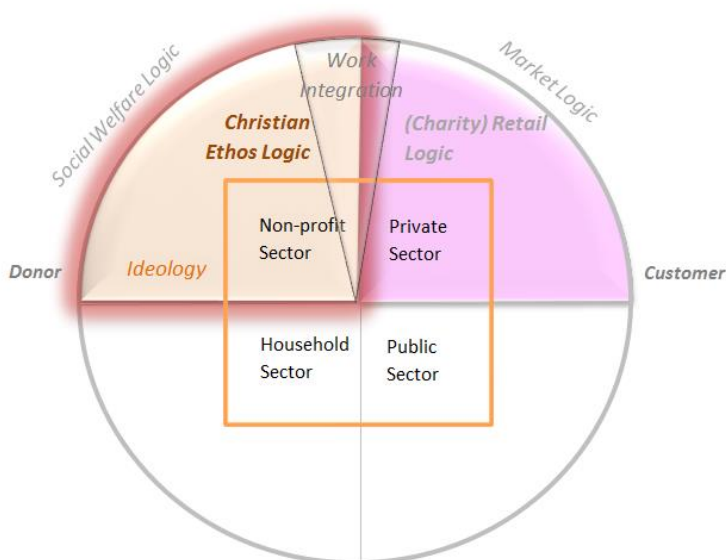 Social Welfare Logic
Market Logic
Work
Integration
Christian
Ethos Logic
(Charity) Retail
Logic
Non-profit
Sector
Private
Sector
Donor
Ideology
Customer
Household
Sector
Public
Sector